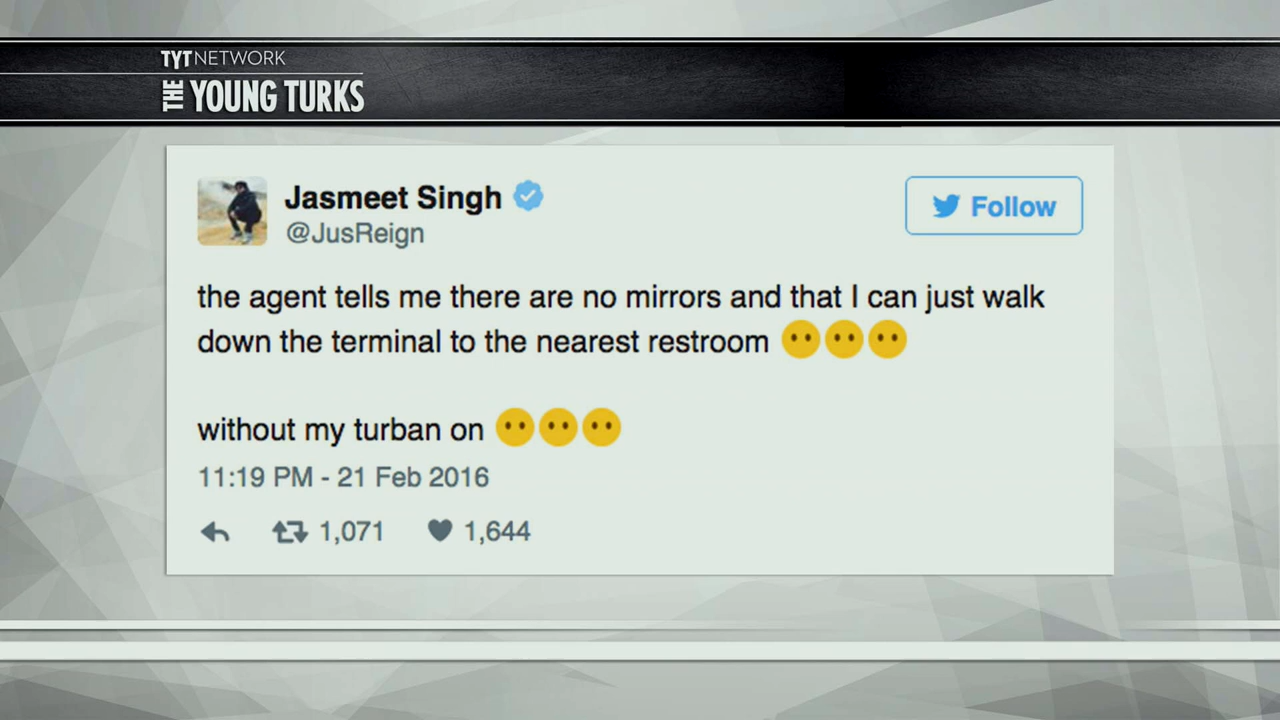 TYT NETWORK
THE YOUNG TURKS
Jasmeet Singh
@JusReign
Follow
the agent tells me there are no mirrors and that I can just walk
down the terminal to the nearest restroom 😶😶😶
without my turban on 😶😶😶
11:19 PM - 21 Feb 2016
1,071 1,644